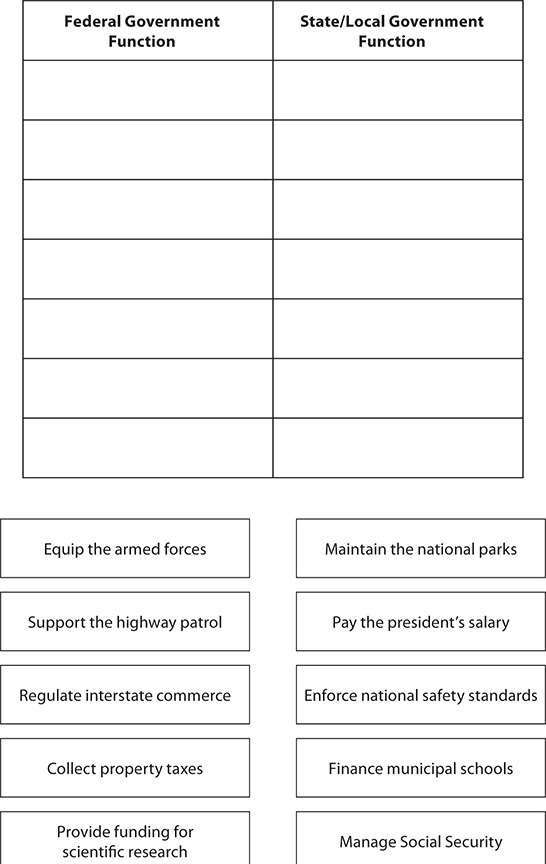 Federal Government
Function
State/Local Government
Function
Equip the armed forces
Maintain the national parks
Support the highway patrol
Pay the president’s salary
Regulate interstate commerce
Enforce national safety standards
Collect property taxes
Finance municipal schools
Provide funding for
scientific research
Manage Social Security